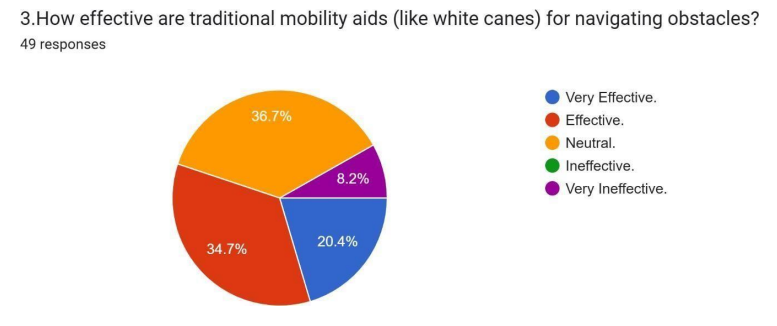 3.How effective are traditional mobility aids (like white canes) for navigating obstacles?
49 responses
36.7%
8.2%
34.7%
20.4%
Very Effective.
Effective.
Neutral.
Ineffective.
Very Ineffective.